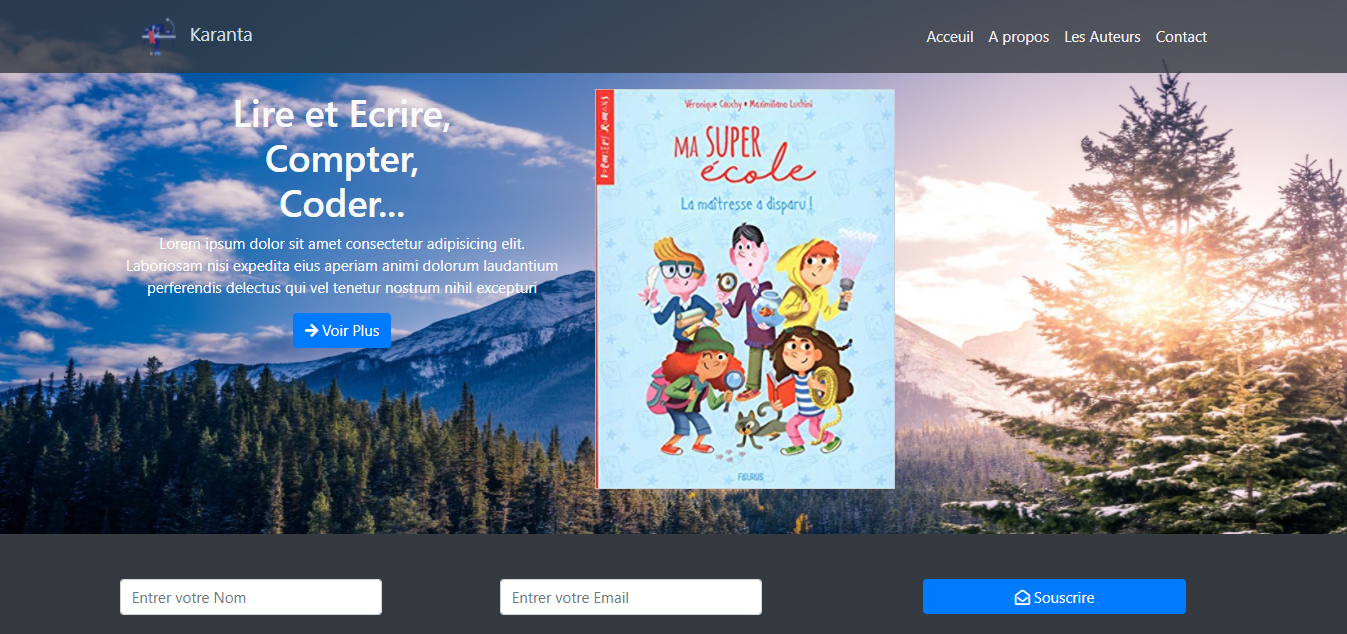 Karanta
Acceuil A propos Les Auteurs Contact
Lire et Ecrire,
Compter,
Coder...
Lorem ipsum dolor sit amet consectetur adipisicing elit.
Laboriosam nisi expedita eius aperiam animi dolorum laudantium
perferendis delectus qui vel tenetur nostrum nihil excepturi
Voir Plus
PREMIERS ROMANS
Véronique Cauchy • Maximiliano Luchini
MA SUPER
école
La maîtresse a disparu !
FLEURUS
Entrer votre Nom
Entrer votre Email
Souscrire